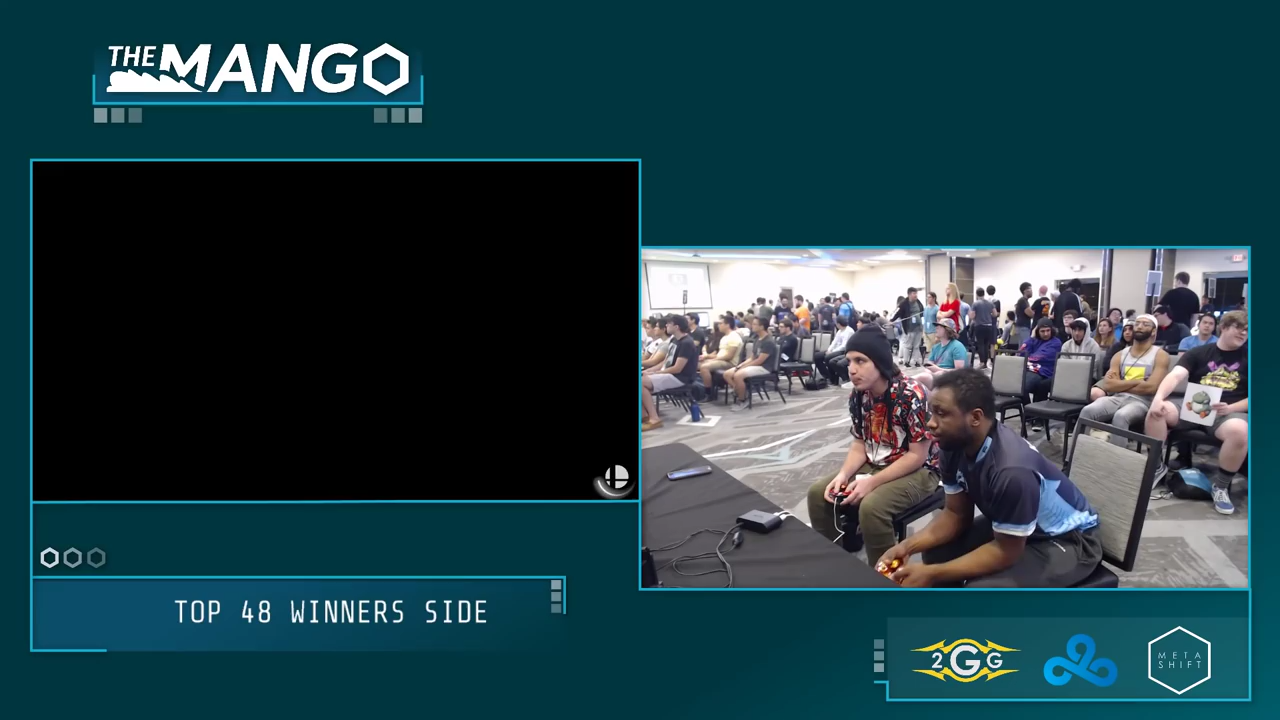 THE MANGO
TOP 48 WINNERS SIDE
2GG
META
SHIFT